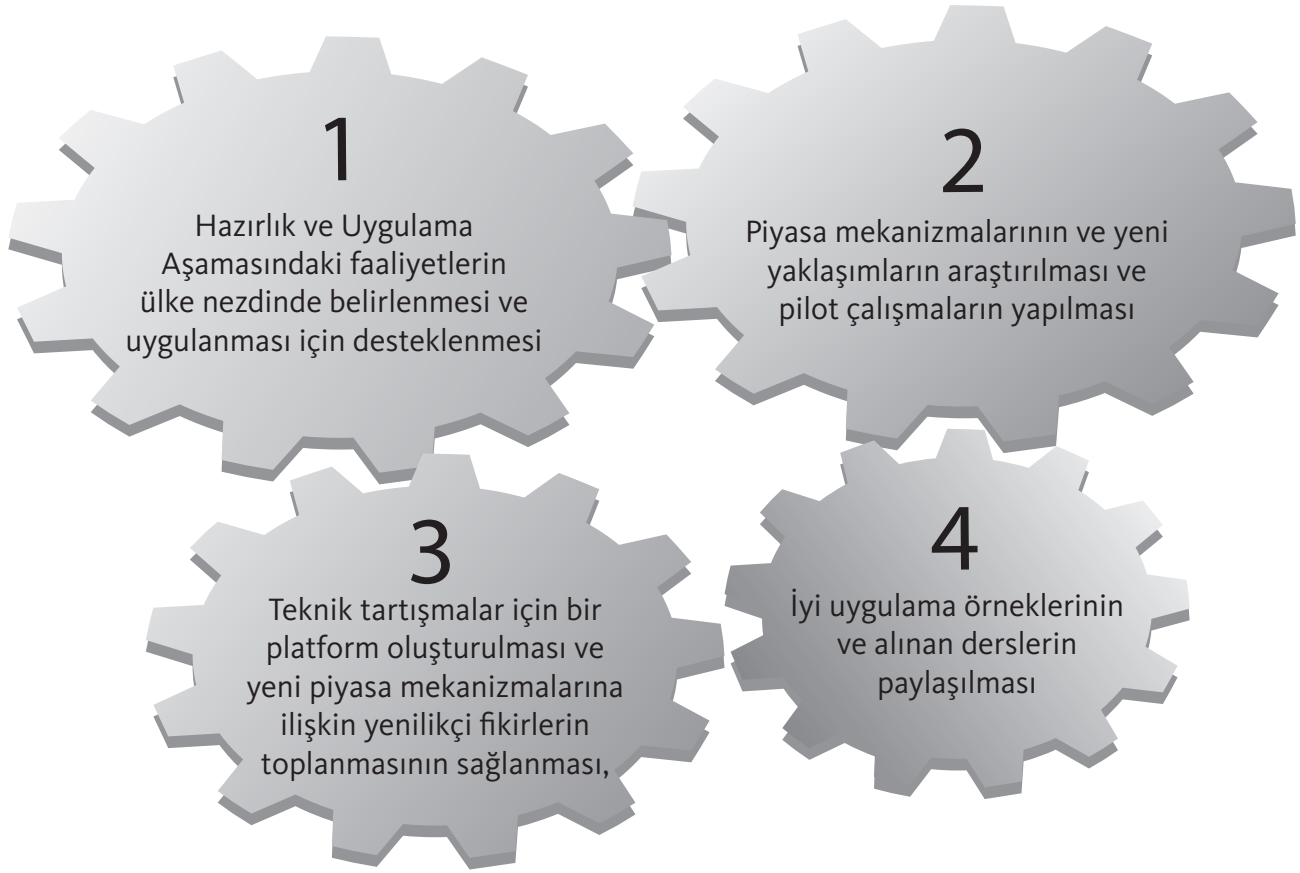 1
Hazırlık ve Uygulama
Aşamasındaki faaliyetlerin
ülke nezdinde belirlenmesi ve
uygulanması için desteklenmesi
2
Piyasa mekanizmalarının ve yeni
yaklaşımların araştırılması ve
pilot çalışmaların yapılması
3
Teknik tartışmalar için bir
platform oluşturulması ve
yeni piyasa mekanizmalarına
ilişkin yenilikçi fikirlerin
toplanmasının sağlanması,
4
İyi uygulama örneklerinin
ve alınan derslerin
paylaşılması